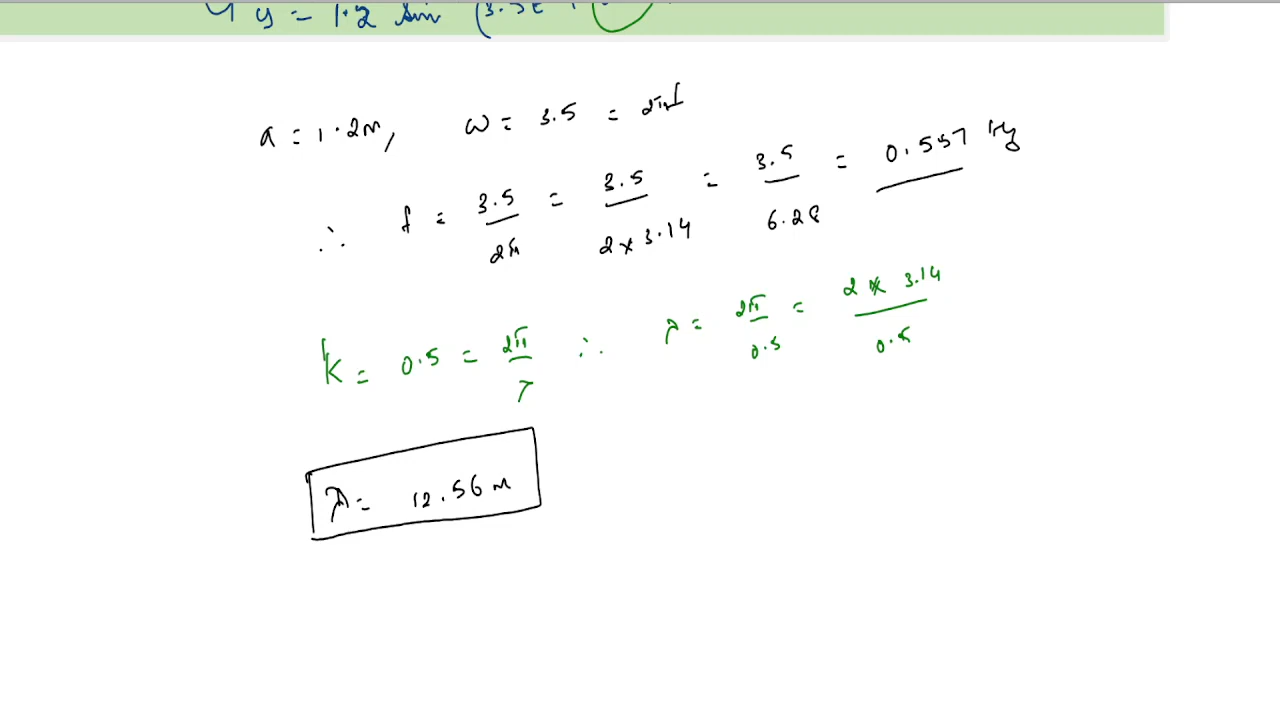 y = 1.2 sin (3.5t +
a = 1.2m, ω = 3.5 = 2πf
∴ f = 3.5/2π = 3.5/2×3.14 = 3.5/6.28 = 0.557 Hz
K = 0.5 = 2π/λ ∴ λ = 2π/0.5 = 2 × 3.14/0.5
λ = 12.56 m